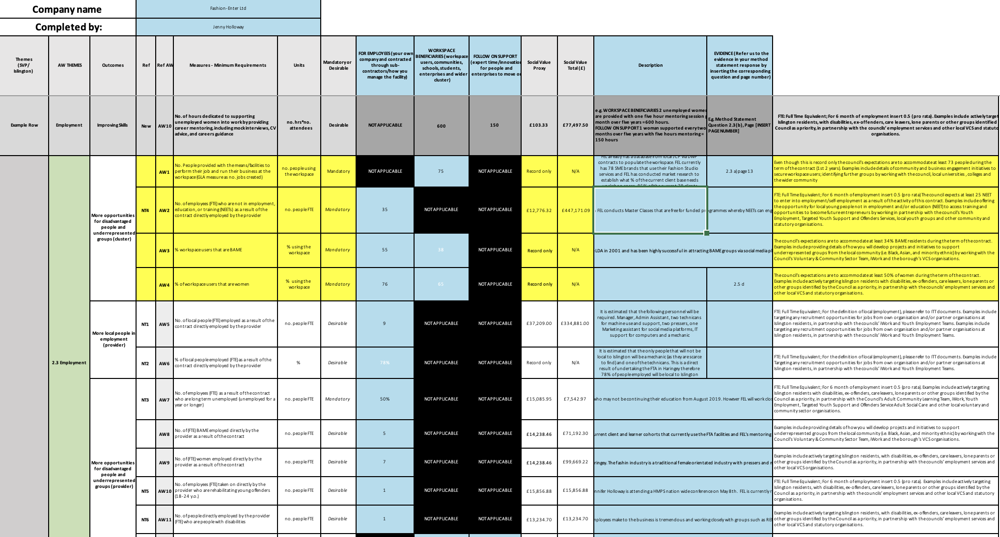 Company name
Fashion-Enter Ltd
Completed by:
Jenny Holloway
Themes
(SVP/
Islington)
AW THEMES
Outcomes
Ref
Ref AW
Measures - Minimum Requirements
Units
Mandatory or
Desirable
FOR EMPLOYEES (your own
company and contracted
through sub-
contractors/how you
manage the facility)
WORKSPACE
BENEFICIARIES (workspace
users, communities,
schools, students,
enterprises and wider
cluster)
FOLLOW ON SUPPORT
(expert time/innovation
for people and
enterprises to move on
Social Value
Proxy
Social Value
Total (£)
Description
EVIDENCE (Refer us to the
evidence in your method
statement response by
inserting the corresponding
question and page number)
Example Row
Employment
Improving Skills
New
AW10
No. of hours dedicated to supporting
unemployed women into work by providing
career mentoring, including mock interviews, CV
advice, and careers guidance
no. hrs*no.
attendees
Desirable
NOT APPLICABLE
600
150
£103.33
£77,497.50
e.g. WORKSPACE BENEFICIARIES 2 unemployed women
are provided with one five hour mentoring session p
month over five years =600 hours.
FOLLOW ON SUPPORT 1 woman supported every two
months over five years with five hours mentoring =
150 hours
E.g. Method Statement
Question 2.3(b), Page [INSERT
PAGE NUMBER]
FTE: Full Time Equivalent; For 6 month of employment insert 0.5 (pro rata). Examples include actively target
Islington residents, with disabilities, ex-offenders, care leavers, lone parents or other groups identified
Council as a priority, in partnership with the councils' employment services and other local VCS and statuto
organisations.
2.3 Employment
More opportunities
for disadvantaged
people and
underrepresented
groups (cluster)
AW1
No. People provided with the means/facilities to
perform their job and run their business at the
workspace (GLA measure as no. jobs created)
no. people using
the workspace
Mandatory
NOT APPLICABLE
75
NOT APPLICABLE
Record only
N/A
FEL already has a database from local JCP via DWP
contracts to populate the workspace. FEL currently
has 78 SME brands that use their Fashion Studio
services and FEL has conducted market research to
establish what % of the current client base needs
workshop space. 85% of the current 78 clients
2.3 a) page 13
Even though this is record only the council's expectations are to accommodate at least 73 people during the
term of the contract (1st 2 years). Examples include details of community and business engagement initiatives to
secure workspace users; identifying further groups by working with the council, local universities , colleges and
the wider community
NT4
AW2
No. of employees (FTE) who are not in employment,
education, or training (NEETs) as a result of the
contract directly employed by the provider
no. people FTE
Mandatory
35
NOT APPLICABLE
NOT APPLICABLE
£12,776.32
£447,171.09
FEL conducts Master Classes that are free for funded programmes whereby NEETs can eng
FTE: Full Time Equivalent; For 6 month of employment insert 0.5 (pro rata) The council expects at least 25 NEET
to enter into employment/self-employment as a result of the activity of this contract. Examples include offering
the opportunity for local young people not in employment and/or education (NEET) to access training and
opportunities to become future entrepreneurs by working in partnership with the council's Youth
Employment, Targeted Youth Support and Offenders Services, local youth groups and other community and
statutory organisations.
AW3
% workspace users that are BAME
% using the
workspace
Mandatory
55
38
NOT APPLICABLE
Record only
N/A
LDA in 2001 and has been highly successful in attracting BAME groups via social media pl
The council's expectations are to accommodate at least 34% BAME residents during the term of the contract.
Examples include providing details of how you will develop projects and initiatives to support
underrepresented groups from the local community (i.e. Black, Asian, and minority ethnic) by working with the
Council's Voluntary & Community Sector Team, iWork and the borough's VCS organisations.
AW4
% of workspace users that are women
% using the
workspace
Mandatory
76
65
NOT APPLICABLE
Record only
N/A
2.5 d
The council's expectations are to accommodate at least 50% of women during the term of the contract.
Examples include actively targeting Islington residents with disabilities, ex-offenders, care leavers, lone parents or
other groups identified by the Council as a priority, in partnership with the councils' employment services and
other local VCS and statutory organisations.
More local people in
employment
(provider)
NT1
AW5
No. of local people (FTE) employed as a result of the
contract directly employed by the provider
no. people FTE
Desirable
9
NOT APPLICABLE
NOT APPLICABLE
£37,209.00
£334,881.00
It is estimated that the following personnel will be
required. Manager, Admin Assistant, two technicans
for machine use and support, two pressers, one
Marketing assistant for social media platforms, IT
support for computers and a mechanic
FTE: Full Time Equivalent; For the definition of local (employment), please refer to ITT documents. Examples include
targeting any recruitment opportunities for jobs from own organisation and/or partner organisations at
Islington residents, in partnership with the councils' iWork and Youth Employment Teams. Examples include
targeting any recruitment opportunities for jobs from own organisation and/or partner organisations at
Islington residents, in partnership with the councils' iWork and Youth Employment Teams.
NT2
AW6
% of local people employed (FTE) as a result of the
contract directly employed by the provider
%
Desirable
78%
NOT APPLICABLE
NOT APPLICABLE
Record only
N/A
It is estimated that the only people that will not be
local to Islington will be a mechanic (as they are scarce
to find) and one of the technicans. This is a direct
result of undertaking the FTA in Haringey therefore
78% of people employed will be local to Islington
FTE: Full Time Equivalent; For the definition of local (employment), please refer to ITT documents. Examples include
Targeting any recruitment opportunities for jobs from own organisation and/or partner organisations at
Islington residents, in partnership with the councils' iWork and Youth Employment Teams.
More opportunities
for disadvantaged
people and
underrepresented
groups (provider)
NT3
AW7
No. of employees (FTE) as a result of the contract
who are long term unemployed (unemployed for a
year or longer)
no. people FTE
Mandatory
50%
NOT APPLICABLE
NOT APPLICABLE
£15,085.95
£7,542.97
who may not be continuing their education from August 2019. However FEL will work clos
FTE: Full Time Equivalent; For 6 month of employment insert 0.5 (pro rata). Examples include actively targeting
Islington residents with disabilities, ex-offenders, care leavers, lone parents or other groups identified by the
Council as a priority, in partnership with the Council's Adult Community Learning Team, iWork, Youth
Employment, Targeted Youth Support and Offenders Service Adult Social Care and other local voluntary and
community sector organisations.
AW8
No. of (FTE) BAME employed directly by the
provider as a result of the contract
no. people FTE
Desirable
5
NOT APPLICABLE
NOT APPLICABLE
£14,238.46
£71,192.30
urrent client and learner cohorts that currently use the FTA facilities and FEL's mentoring
Examples include providing details of how you will develop projects and initiatives to support
underrepresented groups from the local community (i.e. Black, Asian, and minority ethnic) by working with the
Council's Voluntary & Community Sector Team, iWork and the borough's VCS organisations.
AW9
No. of (FTE) women employed directly by the
provider as a result of the contract
no. people FTE
Desirable
7
NOT APPLICABLE
NOT APPLICABLE
£14,238.46
£99,669.22
ringey. The fashin industry is a traditional female orientated industry with pressers and m
Examples include actively targeting Islington residents, with disabilities, ex-offenders, care leavers, lone parents or
other groups identified by the Council as a priority, in partnership with the councils' employment services and
other local VCS and statutory organisations.
NT5
AW10
No. of employees (FTE) taken on directly by the
provider who are rehabilitating young offenders
(18-24 y.o.)
no. people FTE
Desirable
1
NOT APPLICABLE
NOT APPLICABLE
£15,856.88
£15,856.88
nnifer Holloway is attending a HMPS nation wide conference on May 8th. FEL is currently r
FTE: Full Time Equivalent; For 6 month of employment insert 0.5 (pro rata). Examples include actively targeting
Islington residents, with disabilities, ex-offenders, care leavers, lone parents or other groups identified by the
Council as a priority, in partnership with the councils' employment services and other local VCS and statutory
organisations.
NT6
AW11
No. of people directly employed by the provider
(FTE) who are people with disabilities
no. people FTE
Desirable
1
NOT APPLICABLE
NOT APPLICABLE
£13,234.70
£13,234.70
mployees make to the business is tremendous and working closely with groups such as REM
Examples include actively targeting Islington residents, with disabilities, ex-offenders, care leavers, lone parents or
other groups identified by the Council as a priority, in partnership with the councils' employment services and
other local VCS and statutory organisations.